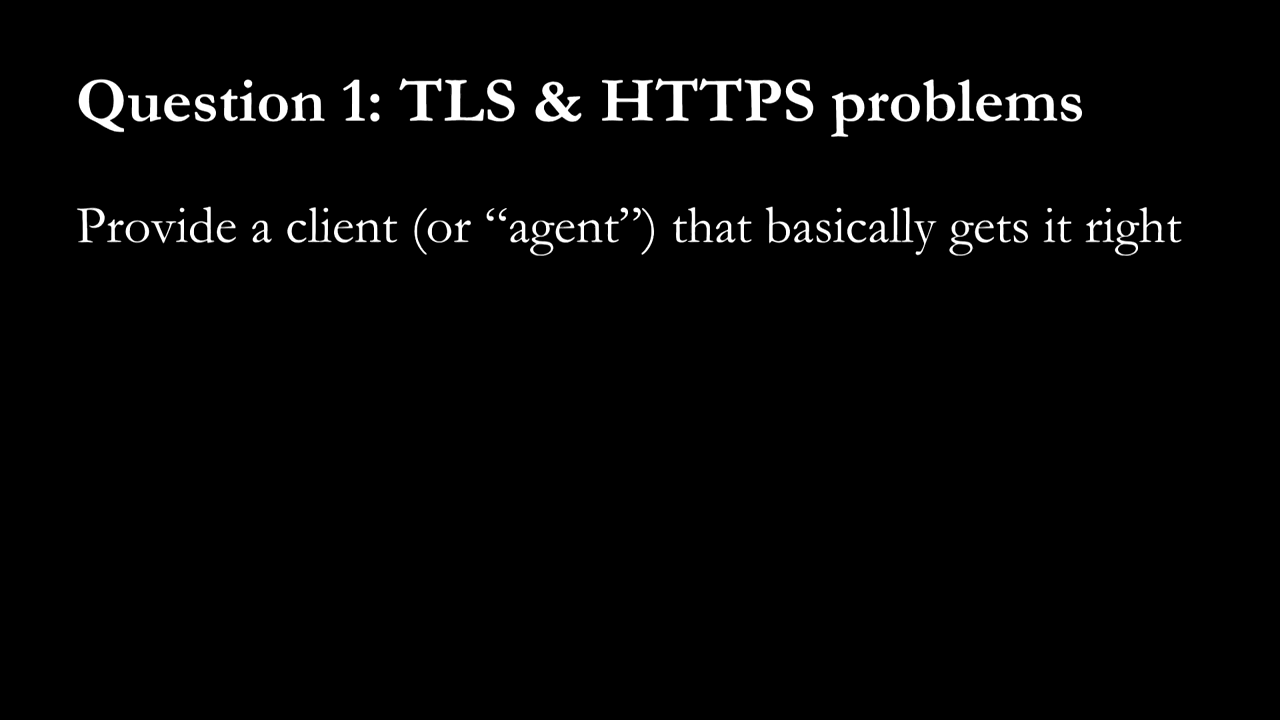 Question 1: TLS & HTTPS problems
Provide a client (or “agent”) that basically gets it right